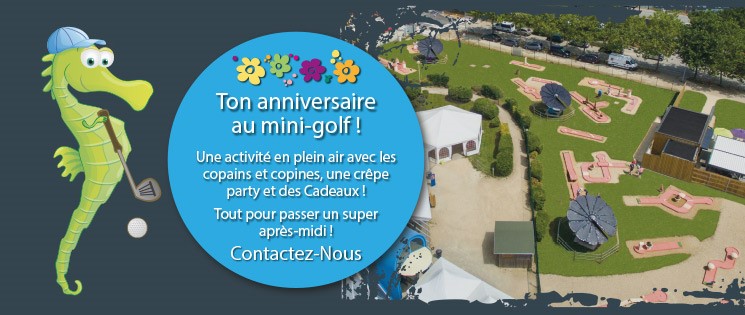 Ton anniversaire
au mini-golf !
Une activité en plein air avec les
copains et copines, une crêpe
party et des Cadeaux !
Tout pour passer un super
après-midi !
Contactez-Nous